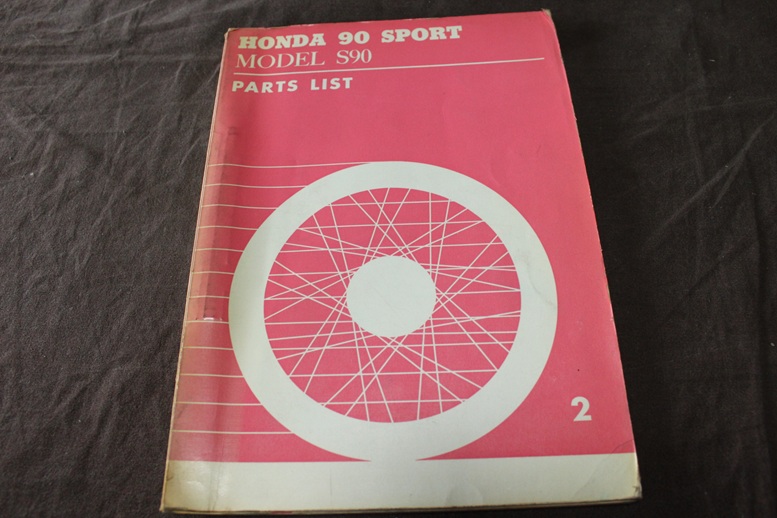 HONDA 90 SPORT
MODEL S90
PARTS LIST
2